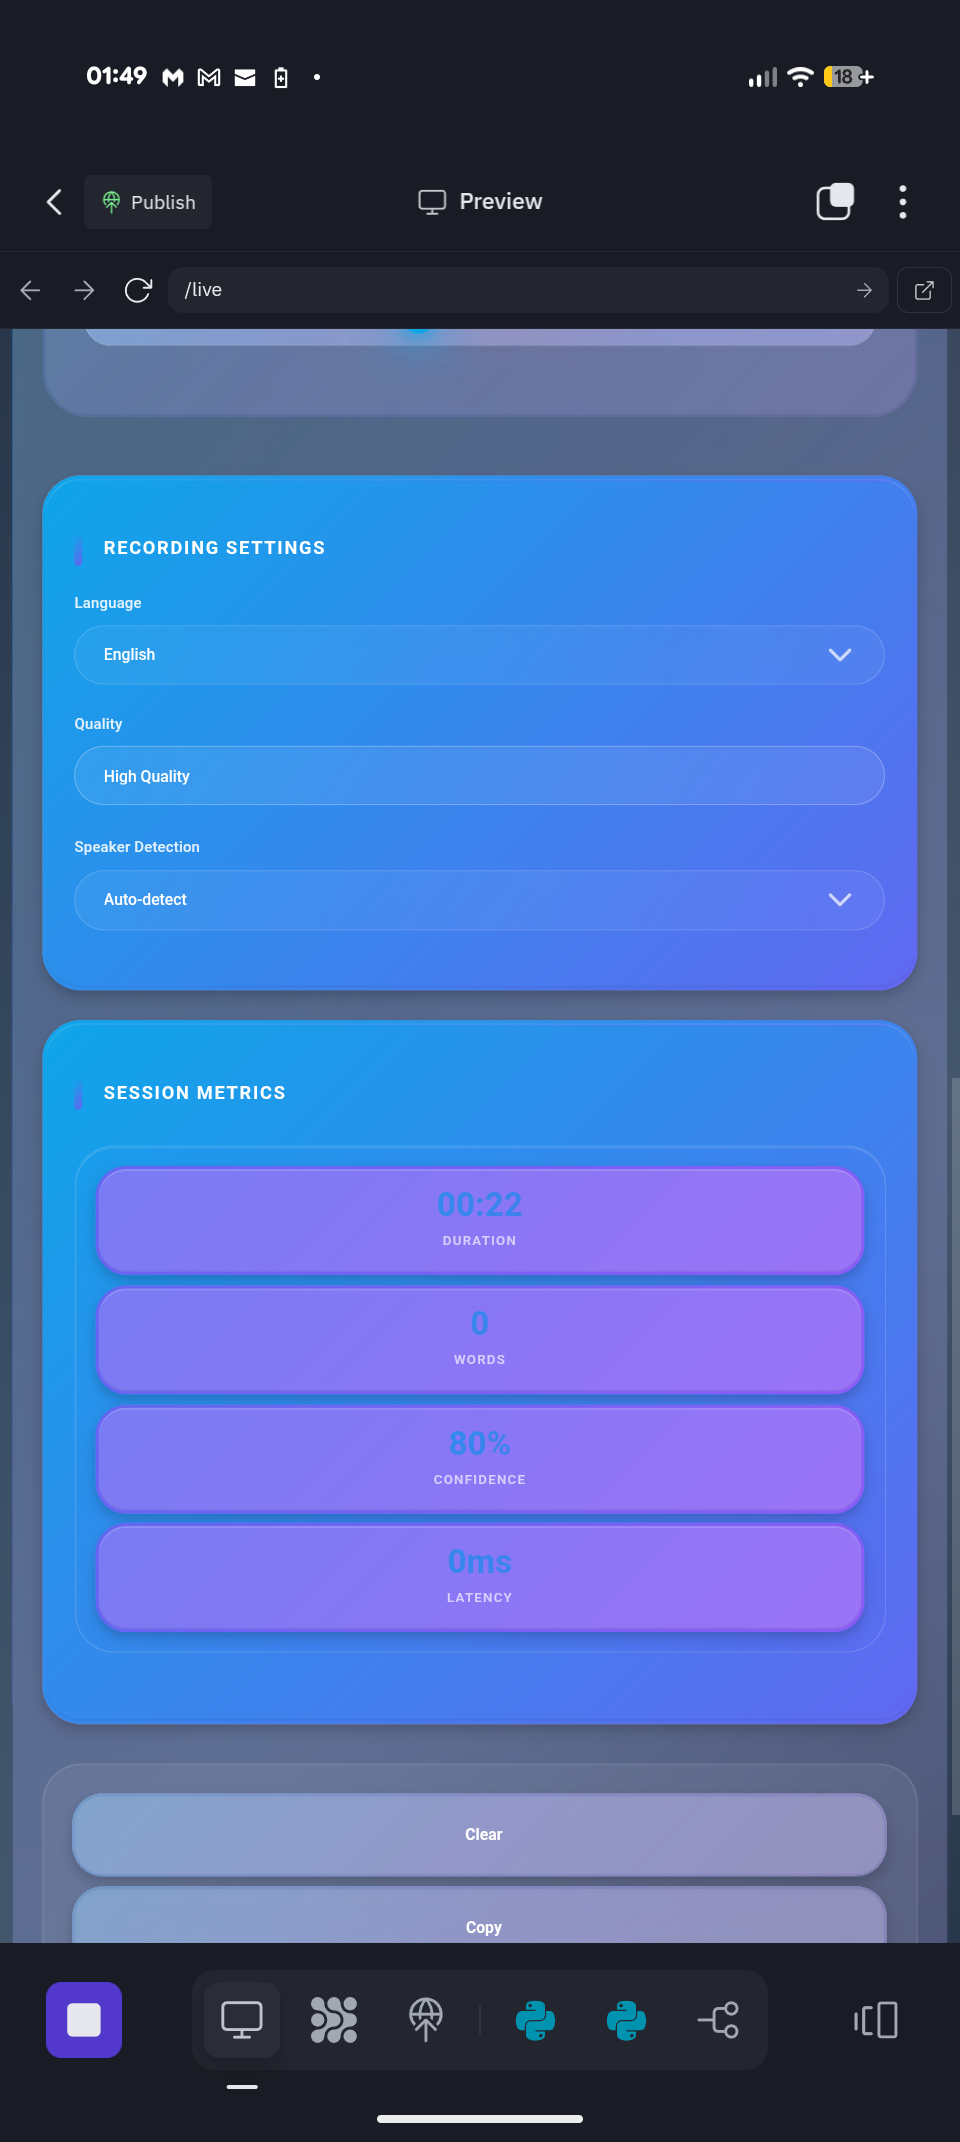 01:49
18
Publish
Preview
/live
RECORDING SETTINGS
Language
English
Quality
High Quality
Speaker Detection
Auto-detect
SESSION METRICS
00:22
DURATION
0
WORDS
80%
CONFIDENCE
0ms
LATENCY
Clear
Copy